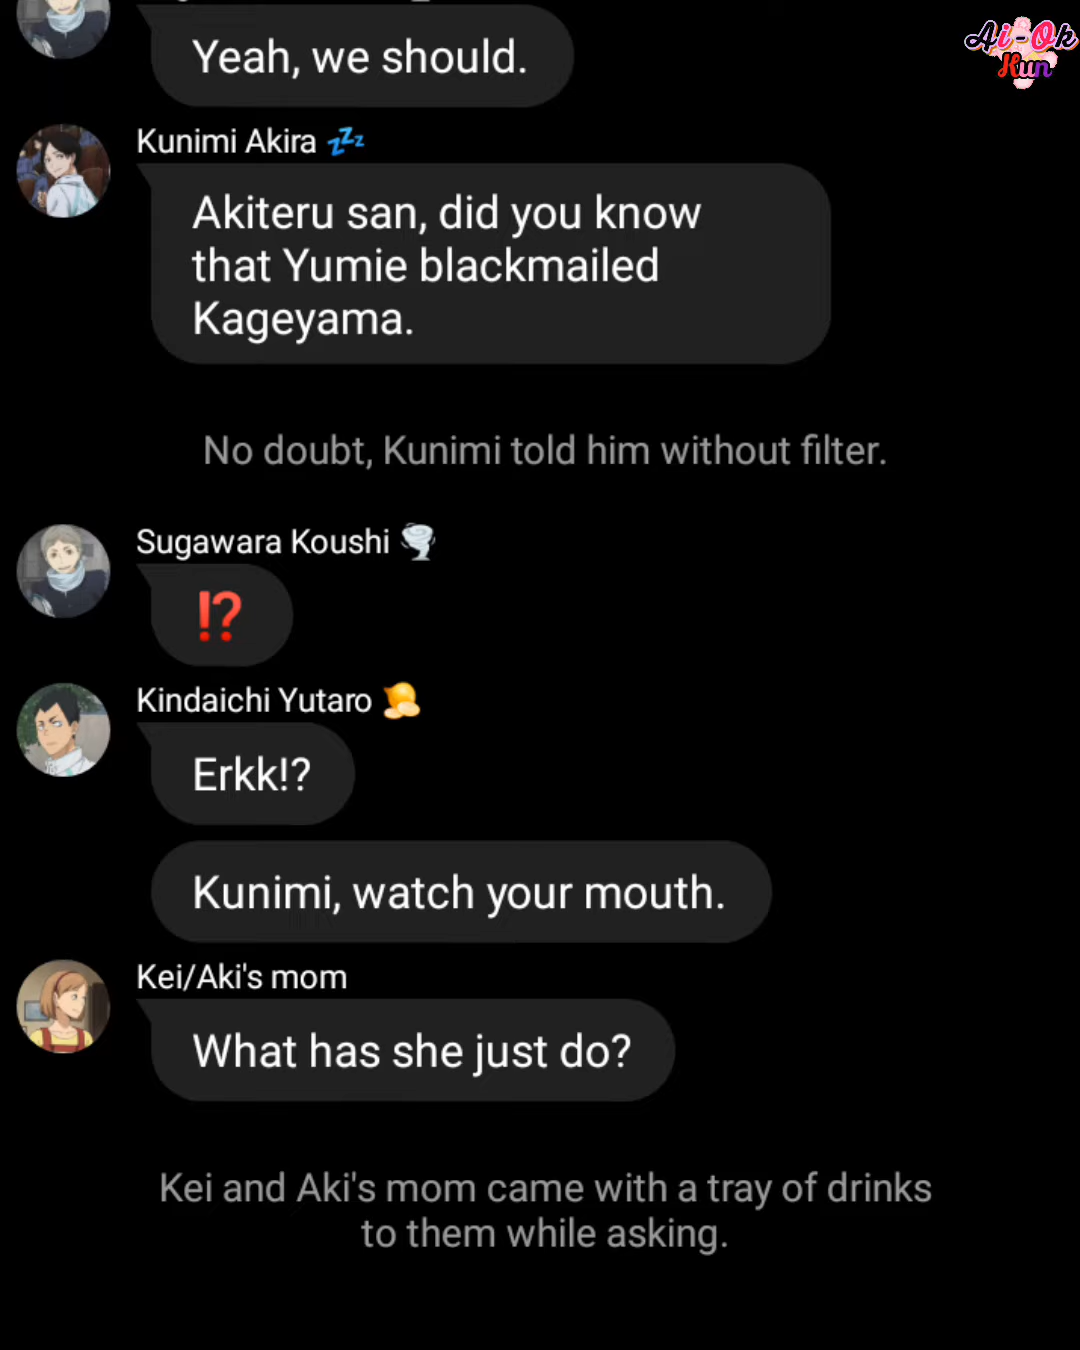 Ai-Ok
Kun
Yeah, we should.
Kunimi Akira 💤
Akiteru san, did you know
that Yumie blackmailed
Kageyama.
No doubt, Kunimi told him without filter.
Sugawara Koushi 🌪️
⁉️
Kindaichi Yutaro
Erkk!?
Kunimi, watch your mouth.
Kei/Aki's mom
What has she just do?
Kei and Aki's mom came with a tray of drinks
to them while asking.